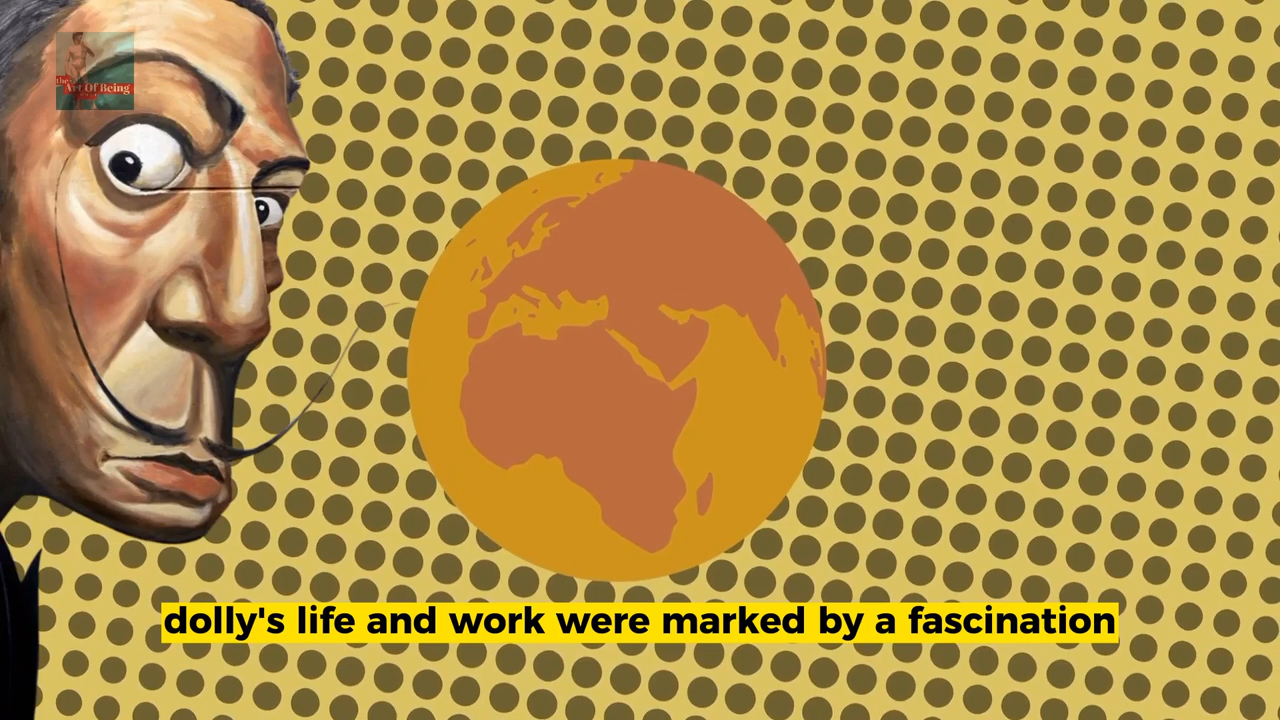 the
Art Of Being
dolly's life and work were marked by a fascination